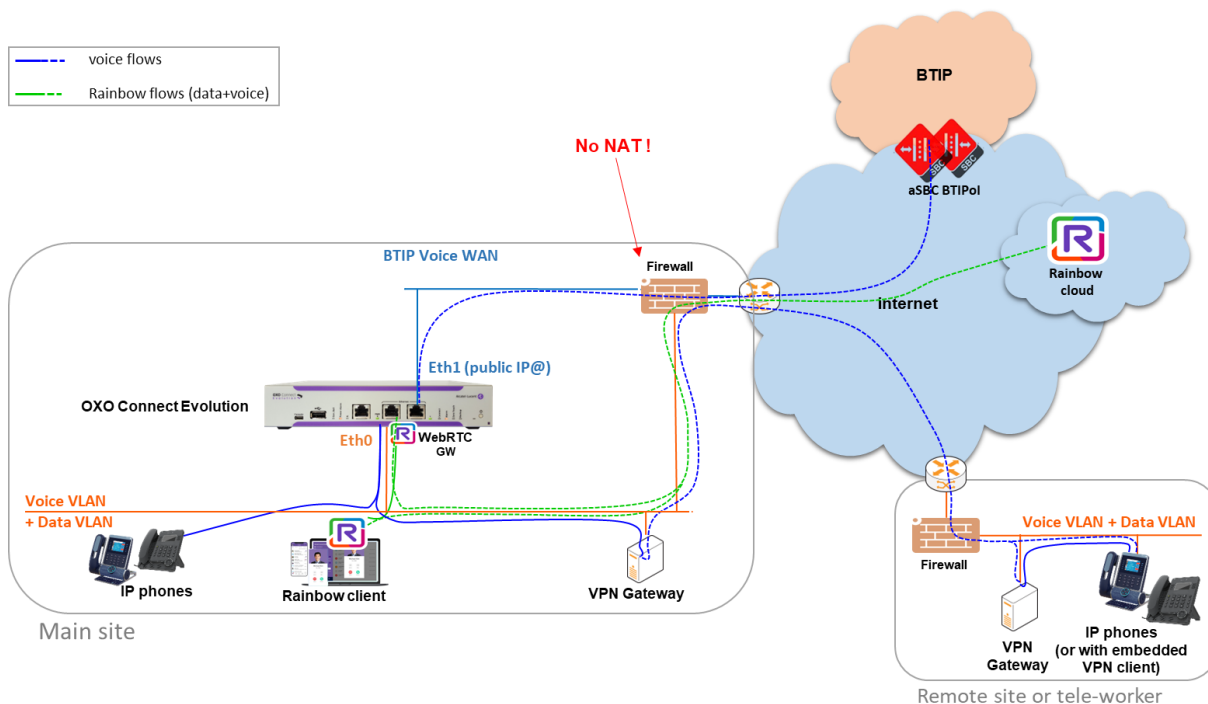 voice flows
Rainbow flows (data+voice)
BTIP
No NAT !
SBC
SBC
aSBC BTIPol
R
Rainbow
cloud
BTIP Voice WAN
Firewall
internet
Eth1 (public IP@)
OXO Connect Evolution
Eth0
R
WebRTC
GW
Voice VLAN
+ Data VLAN
R
IP phones
Rainbow client
VPN Gateway
Main site
Voice VLAN + Data VLAN
Firewall
VPN
Gateway
IP phones
(or with embedded
VPN client)
Remote site or tele-worker